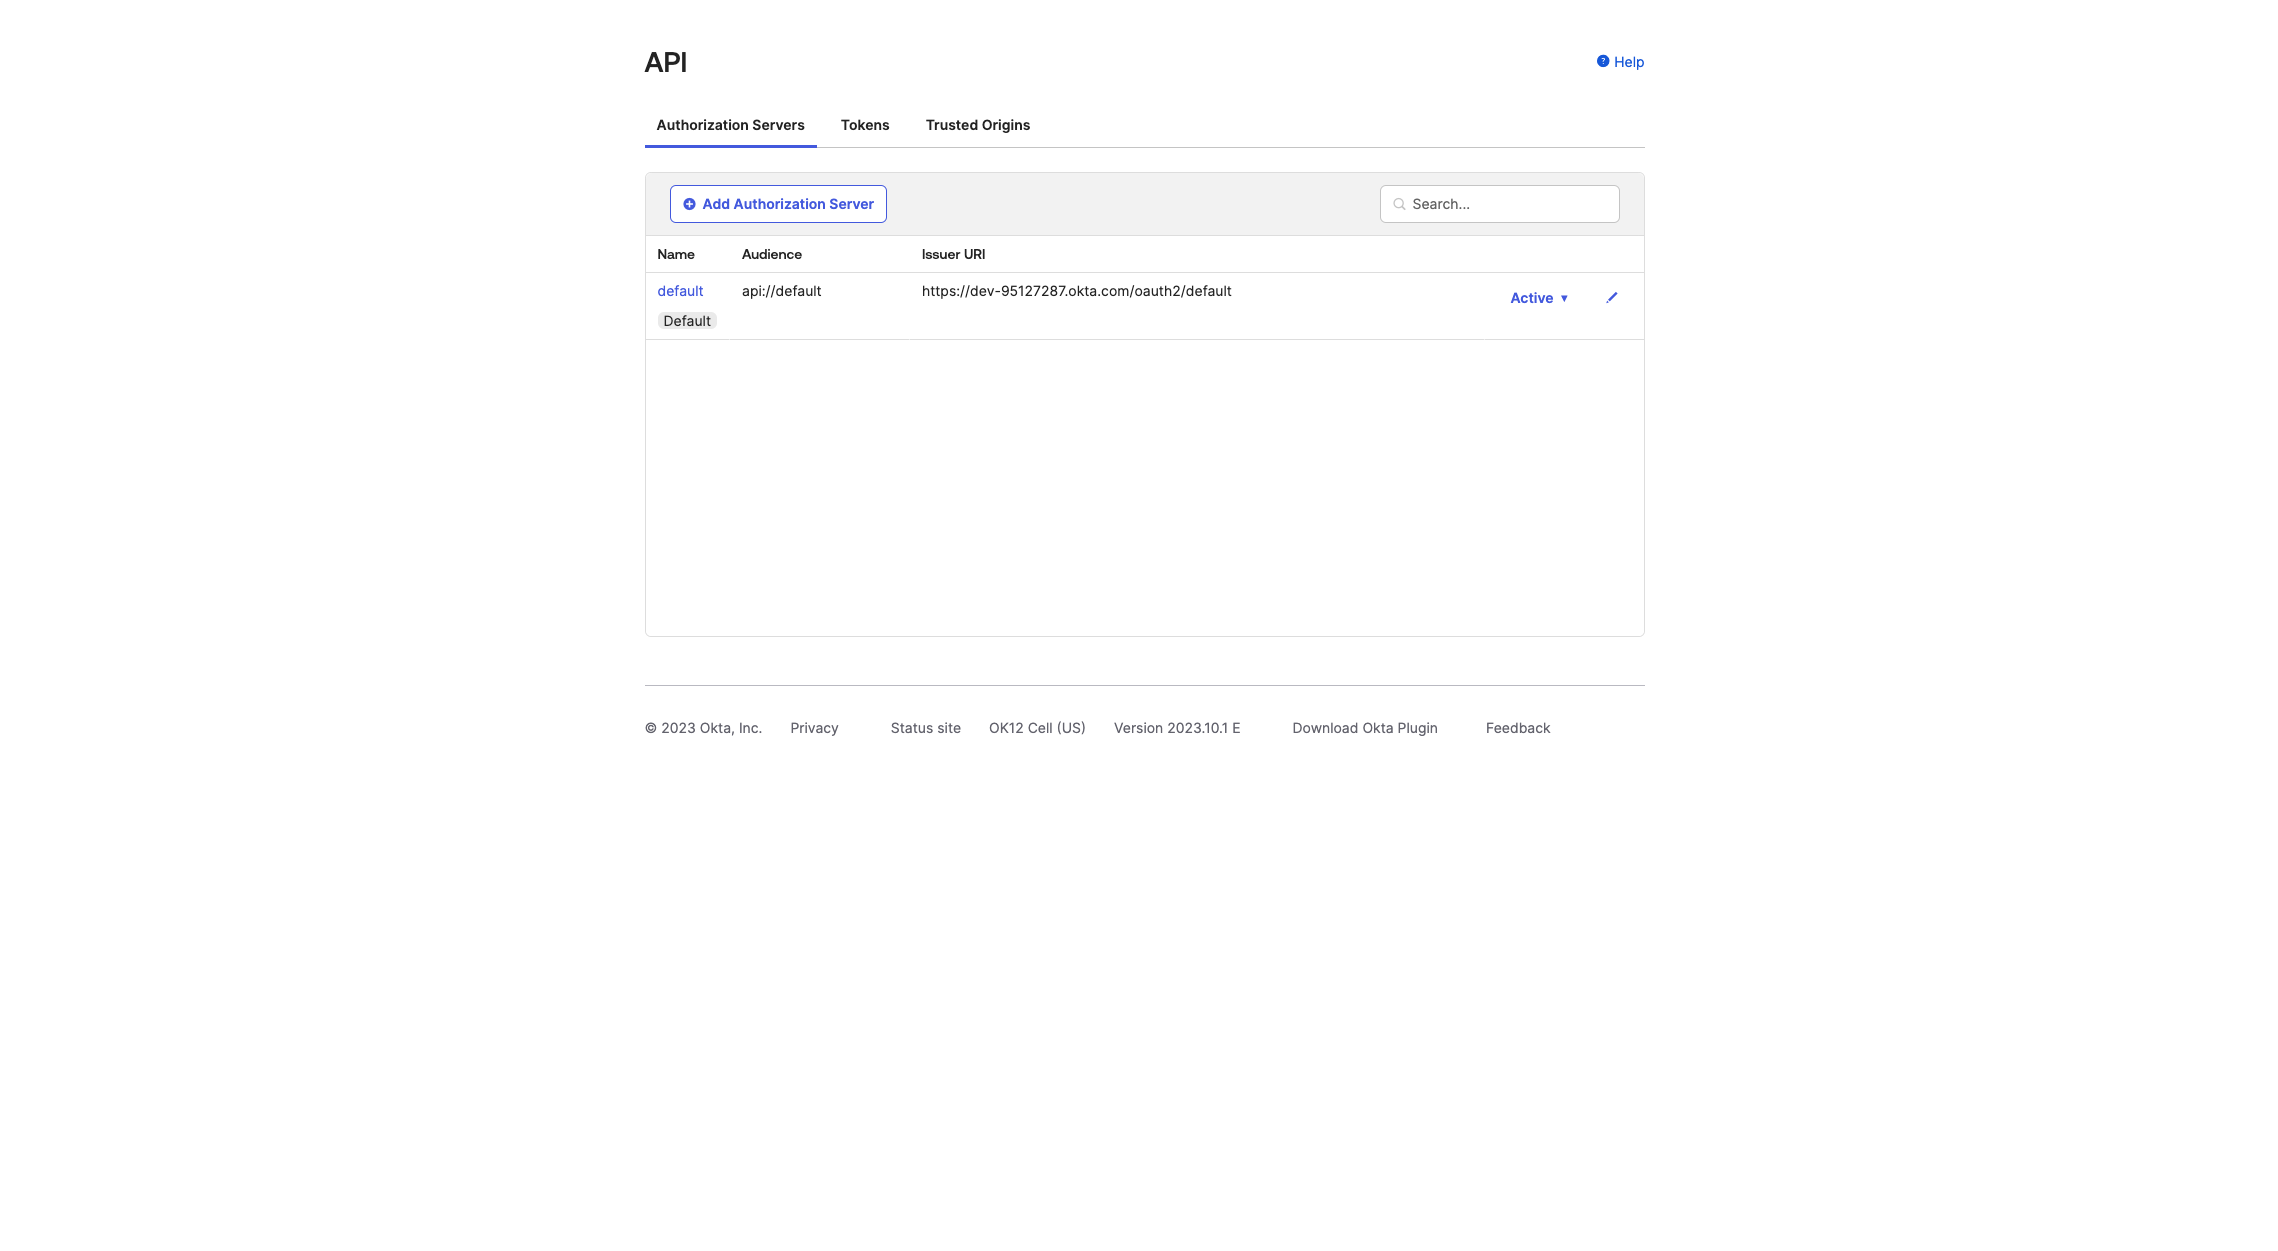 API
Help
Authorization Servers Tokens Trusted Origins
Add Authorization Server Search...
Name Audience Issuer URI
default api://default https://dev-95127287.okta.com/oauth2/default Active ▼
Default
© 2023 Okta, Inc. Privacy Status site OK12 Cell (US) Version 2023.10.1 E Download Okta Plugin Feedback